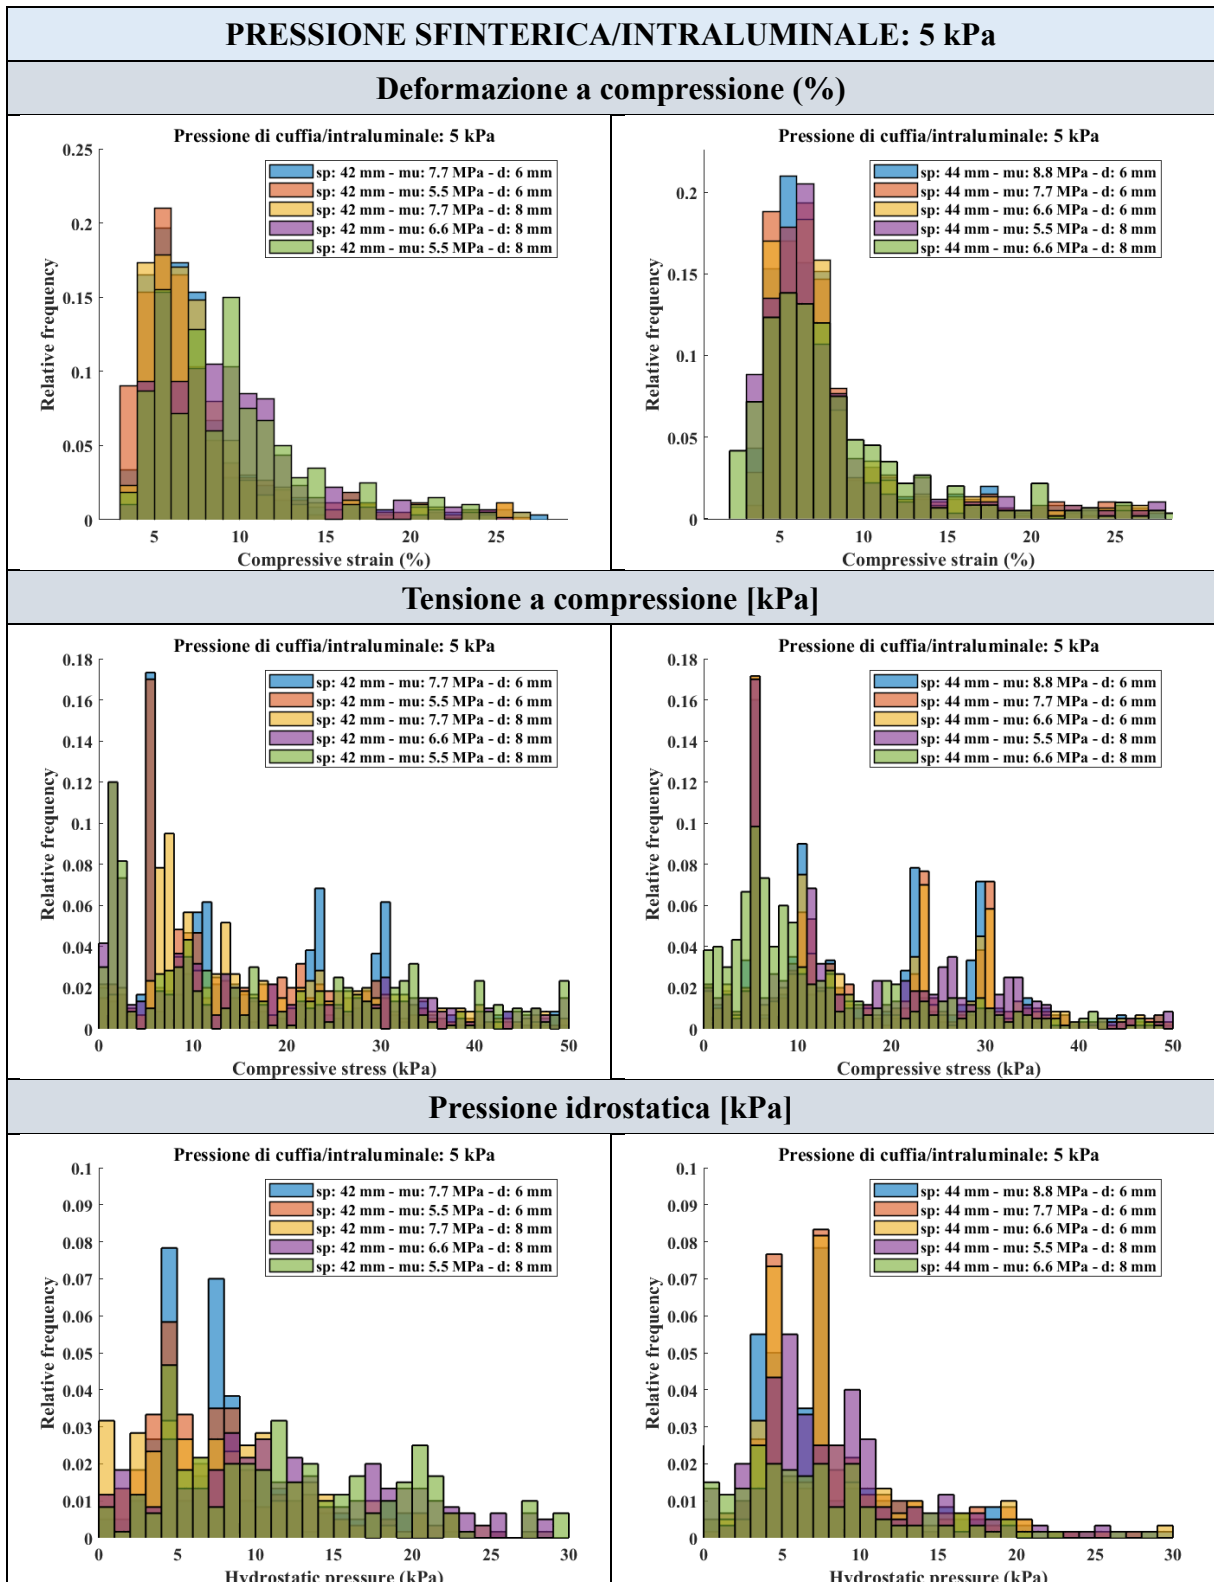 PRESSIONE SFINTERICA/INTRALUMINALE: 5 kPa
Deformazione a compressione (%)
Pressione di cuffia/intraluminale: 5 kPa
0.25
0.2
0.15
0.1
0.05
0
Relative frequency
sp: 42 mm - mu: 7.7 MPa - d: 6 mm
sp: 42 mm - mu: 5.5 MPa - d: 6 mm
sp: 42 mm - mu: 7.7 MPa - d: 8 mm
sp: 42 mm - mu: 6.6 MPa - d: 8 mm
sp: 42 mm - mu: 5.5 MPa - d: 8 mm
5 10 15 20 25
Compressive strain (%)
Pressione di cuffia/intraluminale: 5 kPa
0.2
0.15
0.1
0.05
0
Relative frequency
sp: 44 mm - mu: 8.8 MPa - d: 6 mm
sp: 44 mm - mu: 7.7 MPa - d: 6 mm
sp: 44 mm - mu: 6.6 MPa - d: 6 mm
sp: 44 mm - mu: 5.5 MPa - d: 8 mm
sp: 44 mm - mu: 6.6 MPa - d: 8 mm
5 10 15 20 25
Compressive strain (%)
Tensione a compressione [kPa]
Pressione di cuffia/intraluminale: 5 kPa
0.18
0.16
0.14
0.12
0.1
0.08
0.06
0.04
0.02
0
Relative frequency
sp: 42 mm - mu: 7.7 MPa - d: 6 mm
sp: 42 mm - mu: 5.5 MPa - d: 6 mm
sp: 42 mm - mu: 7.7 MPa - d: 8 mm
sp: 42 mm - mu: 6.6 MPa - d: 8 mm
sp: 42 mm - mu: 5.5 MPa - d: 8 mm
0 10 20 30 40 50
Compressive stress (kPa)
Pressione di cuffia/intraluminale: 5 kPa
0.18
0.16
0.14
0.12
0.1
0.08
0.06
0.04
0.02
0
Relative frequency
sp: 44 mm - mu: 8.8 MPa - d: 6 mm
sp: 44 mm - mu: 7.7 MPa - d: 6 mm
sp: 44 mm - mu: 6.6 MPa - d: 6 mm
sp: 44 mm - mu: 5.5 MPa - d: 8 mm
sp: 44 mm - mu: 6.6 MPa - d: 8 mm
0 10 20 30 40 50
Compressive stress (kPa)
Pressione idrostatica [kPa]
Pressione di cuffia/intraluminale: 5 kPa
0.1
0.09
0.08
0.07
0.06
0.05
0.04
0.03
0.02
0.01
0
Relative frequency
sp: 42 mm - mu: 7.7 MPa - d: 6 mm
sp: 42 mm - mu: 5.5 MPa - d: 6 mm
sp: 42 mm - mu: 7.7 MPa - d: 8 mm
sp: 42 mm - mu: 6.6 MPa - d: 8 mm
sp: 42 mm - mu: 5.5 MPa - d: 8 mm
0 5 10 15 20 25 30
Hydrostatic pressure (kPa)
Pressione di cuffia/intraluminale: 5 kPa
0.1
0.09
0.08
0.07
0.06
0.05
0.04
0.03
0.02
0.01
0
Relative frequency
sp: 44 mm - mu: 8.8 MPa - d: 6 mm
sp: 44 mm - mu: 7.7 MPa - d: 6 mm
sp: 44 mm - mu: 6.6 MPa - d: 6 mm
sp: 44 mm - mu: 5.5 MPa - d: 8 mm
sp: 44 mm - mu: 6.6 MPa - d: 8 mm
0 5 10 15 20 25 30
Hydrostatic pressure (kPa)